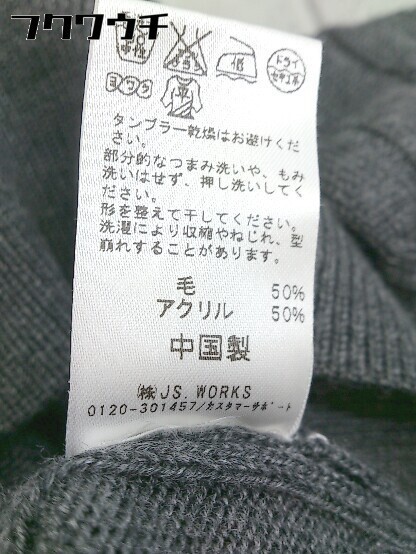 フクワウチ
中性
低
ドライ
セキユ系
ヨワク
平
タンブラー乾燥はお避けくだ
さい。
部分的なつまみ洗いや、もみ
洗いはせず、押し洗いしてく
ださい。
形を整えて干してください。
洗濯により収縮やねじれ、型
崩れすることがあります。
毛 50%
アクリル 50%
中国製
㈱JS. WORKS
0120-301457/カスタマーサポート